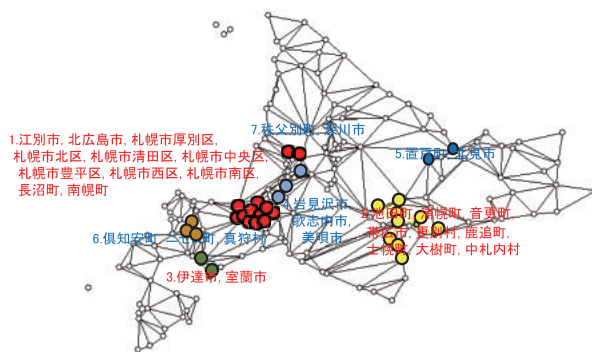 7.秩父別町, 深川市
1.江別市, 北広島市, 札幌市厚別区,
札幌市北区, 札幌市清田区, 札幌市中央区,
札幌市豊平区, 札幌市西区, 札幌市南区,
長沼町, 南幌町
5.置戸町, 北見市
4.岩見沢市,
歌志内市,
美唄市
2.池田町, 浦幌町, 音更町
帯広市, 更別村, 鹿追町,
士幌町, 大樹町, 中札内村
6.倶知安町, ニセコ町, 真狩村
3.伊達市, 室蘭市